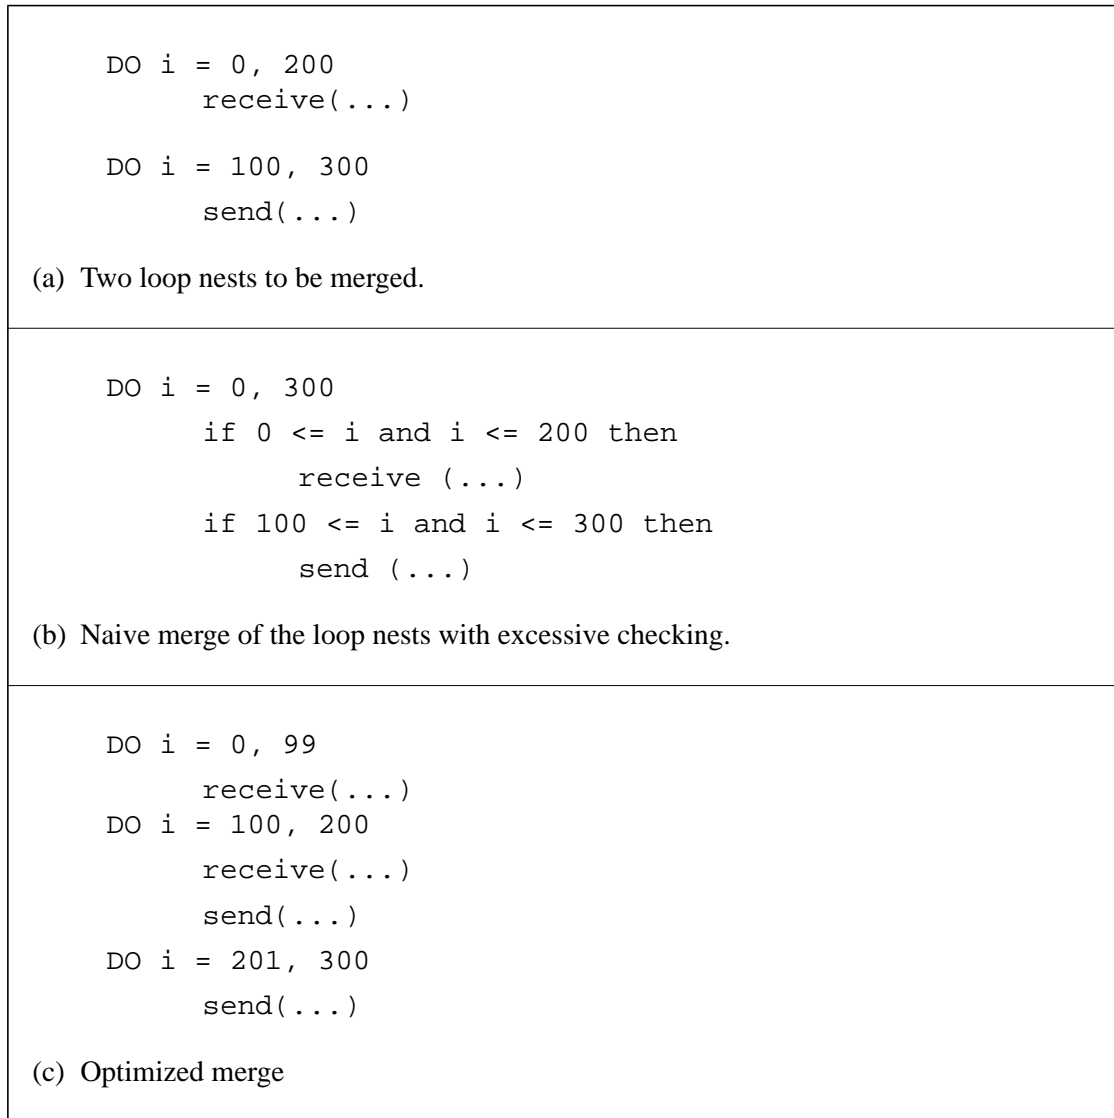 DO i = 0, 200
receive(...)
DO i = 100, 300
send(...)
(a) Two loop nests to be merged.
DO i = 0, 300
if 0 <= i and i <= 200 then
receive (...)
if 100 <= i and i <= 300 then
send (...)
(b) Naive merge of the loop nests with excessive checking.
DO i = 0, 99
receive(...)
DO i = 100, 200
receive(...)
send(...)
DO i = 201, 300
send(...)
(c) Optimized merge